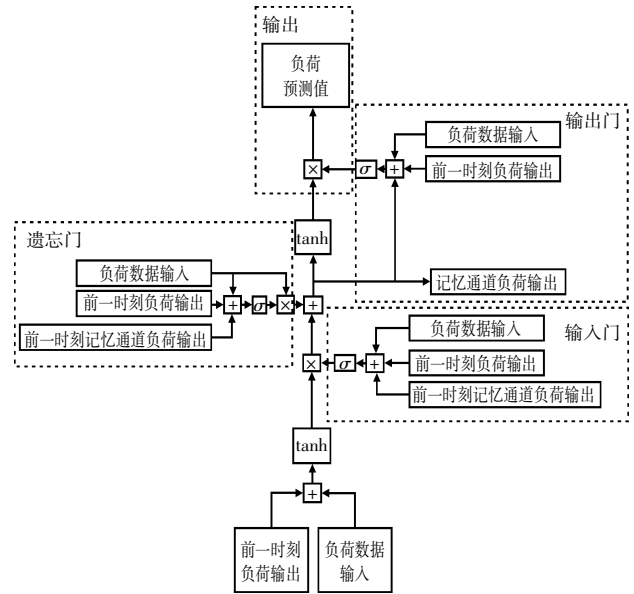 输出
负荷
预测值
输出门
负荷数据输入
×
σ
+
前一时刻负荷输出
遗忘门
tanh
负荷数据输入
记忆通道负荷输出
前一时刻负荷输出
+
σ
×
+
前一时刻记忆通道负荷输出
负荷数据输入
输入门
×
σ
+
前一时刻负荷输出
前一时刻记忆通道负荷输出
tanh
+
前一时刻
负荷输出
负荷数据
输入